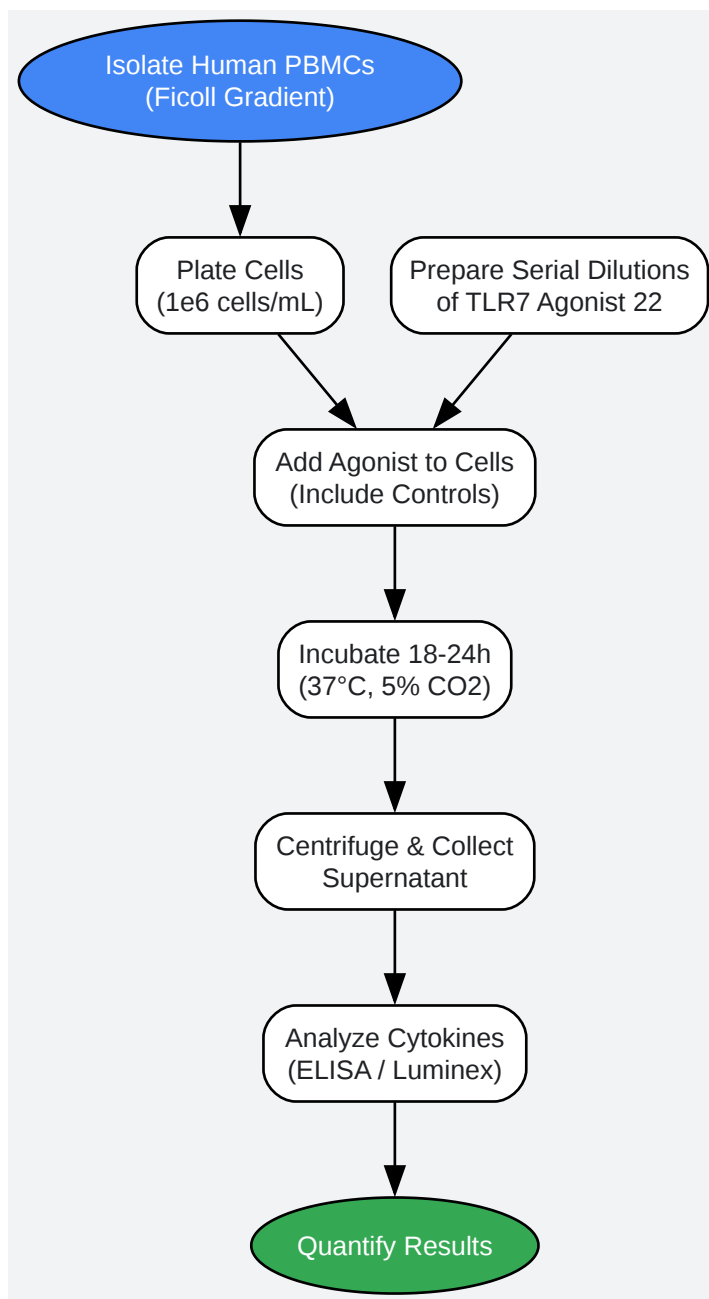 Isolate Human PBMCs
(Ficoll Gradient)
Plate Cells
(1e6 cells/mL)
Prepare Serial Dilutions
of TLR7 Agonist 22
Add Agonist to Cells
(Include Controls)
Incubate 18-24h
(37°C, 5% CO2)
Centrifuge & Collect
Supernatant
Analyze Cytokines
(ELISA / Luminex)
Quantify Results